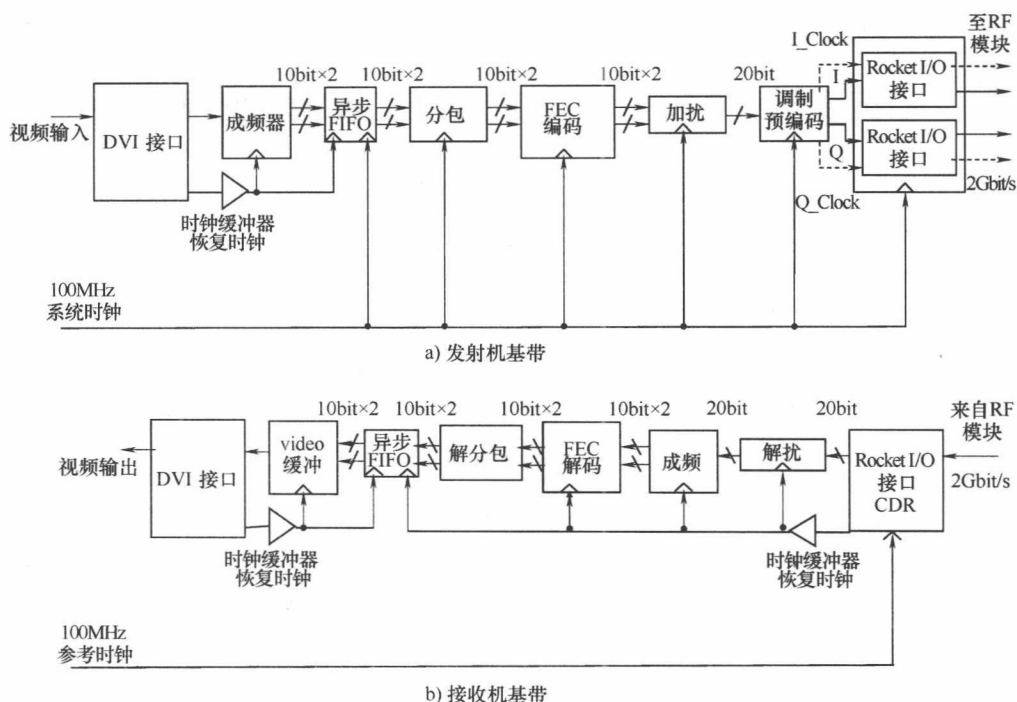 至RF
模块
I_Clock
10bit×2 10bit×2 10bit×2 10bit×2 20bit
I
Rocket I/O
接口
视频输入
DVI 接口
成频器
异步
FIFO
分包
FEC
编码
加扰
调制
预编码
Q
Rocket I/O
接口
2Gbit/s
Q_Clock
时钟缓冲器
恢复时钟
100MHz
系统时钟
a) 发射机基带
10bit×2 10bit×2 10bit×2 10bit×2 20bit 20bit
来自RF
模块
视频输出
DVI 接口
video
缓冲
异步
FIFO
解分包
FEC
解码
成频
解扰
Rocket I/O
接口
CDR
2Gbit/s
时钟缓冲器
恢复时钟
时钟缓冲器
恢复时钟
100MHz
参考时钟
b) 接收机基带